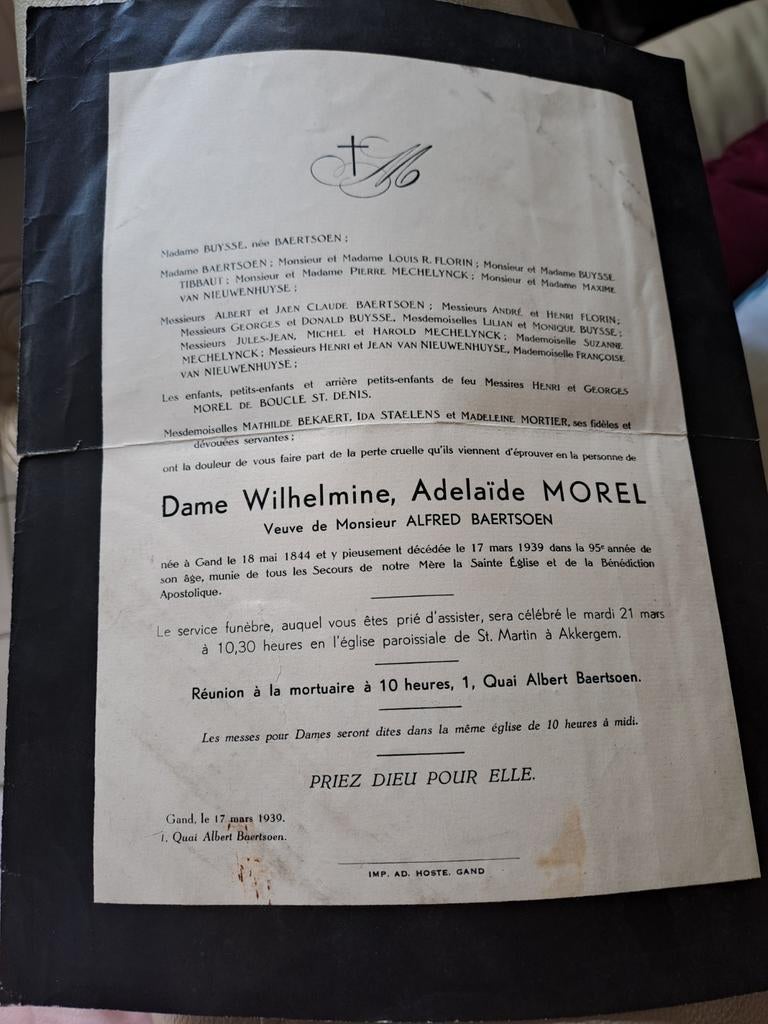 M
Madame BUYSSE, née BAERTSOEN ;
Madame BAERTSOEN ; Monsieur et Madame LOUIS R. FLORIN ; Monsieur et Madame BUYSSE
TIBBAUT ; Monsieur et Madame PIERRE MECHELYNCK ; Monsieur et Madame MAXIME
VAN NIEUWENHUYSE ;
Messieurs ALBERT et JAEN CLAUDE BAERTSOEN ; Messieurs ANDRÉ et HENRI FLORIN ;
Messieurs GEORGES et DONALD BUYSSE, Mesdemoiselles LILIAN et MONIQUE BUYSSE ;
Messieurs JULES-JEAN, MICHEL et HAROLD MECHELYNCK ; Mademoiselle SUZANNE
MECHELYNCK ; Messieurs HENRI et JEAN VAN NIEUWENHUYSE, Mademoiselle FRANÇOISE
VAN NIEUWENHUYSE ;
Les enfants, petits-enfants et arrière petits-enfants de feu Messires HENRI et GEORGES
MOREL DE BOUCLE ST. DENIS.
Mesdemoiselles MATHILDE BEKAERT, IDA STAELENS et MADELEINE MORTIER, ses fidèles et
dévouées servantes ;
ont la douleur de vous faire part de la perte cruelle qu'ils viennent d'éprouver en la personne de
Dame Wilhelmine, Adelaïde MOREL
Veuve de Monsieur ALFRED BAERTSOEN
née à Gand le 18 mai 1844 et y pieusement décédée le 17 mars 1939 dans la 95e année de
son âge, munie de tous les Secours de notre Mère la Sainte Église et de la Bénédiction
Apostolique.
Le service funèbre, auquel vous êtes prié d'assister, sera célébré le mardi 21 mars
à 10,30 heures en l'église paroissiale de St. Martin à Akkergem.
Réunion à la mortuaire à 10 heures, 1, Quai Albert Baertsoen.
Les messes pour Dames seront dites dans la même église de 10 heures à midi.
PRIEZ DIEU POUR ELLE.
Gand, le 17 mars 1939.
1, Quai Albert Baertsoen.
IMP. AD. HOSTE, GAND